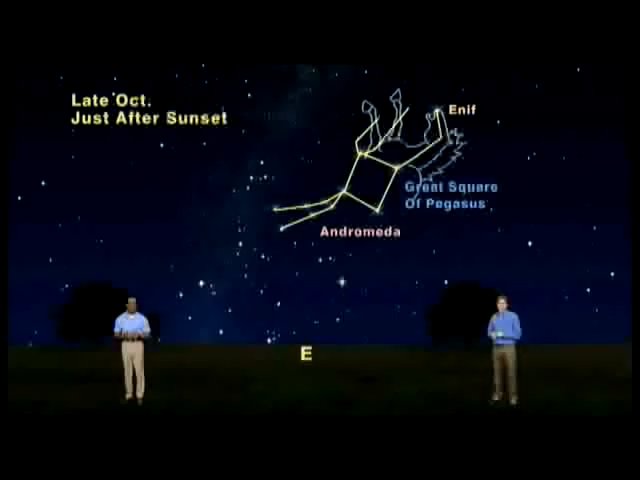 Late Oct.
Just After Sunset
Enif
Great Square
Of Pegasus
Andromeda
E